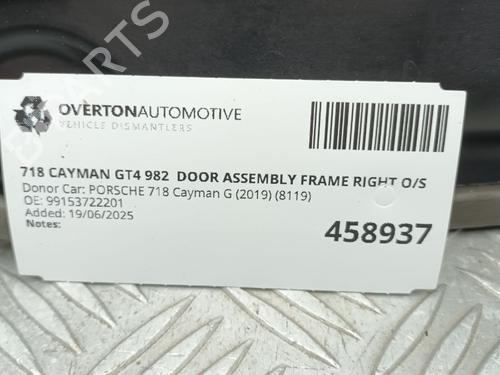 OVERTONAUTOMOTIVE
VEHICLE DISMANTLERS
718 CAYMAN GT4 982 DOOR ASSEMBLY FRAME RIGHT O/S
Donor Car: PORSCHE 718 Cayman G (2019) (8119)
OE: 99153722201
Added: 19/06/2025
Notes:
458937